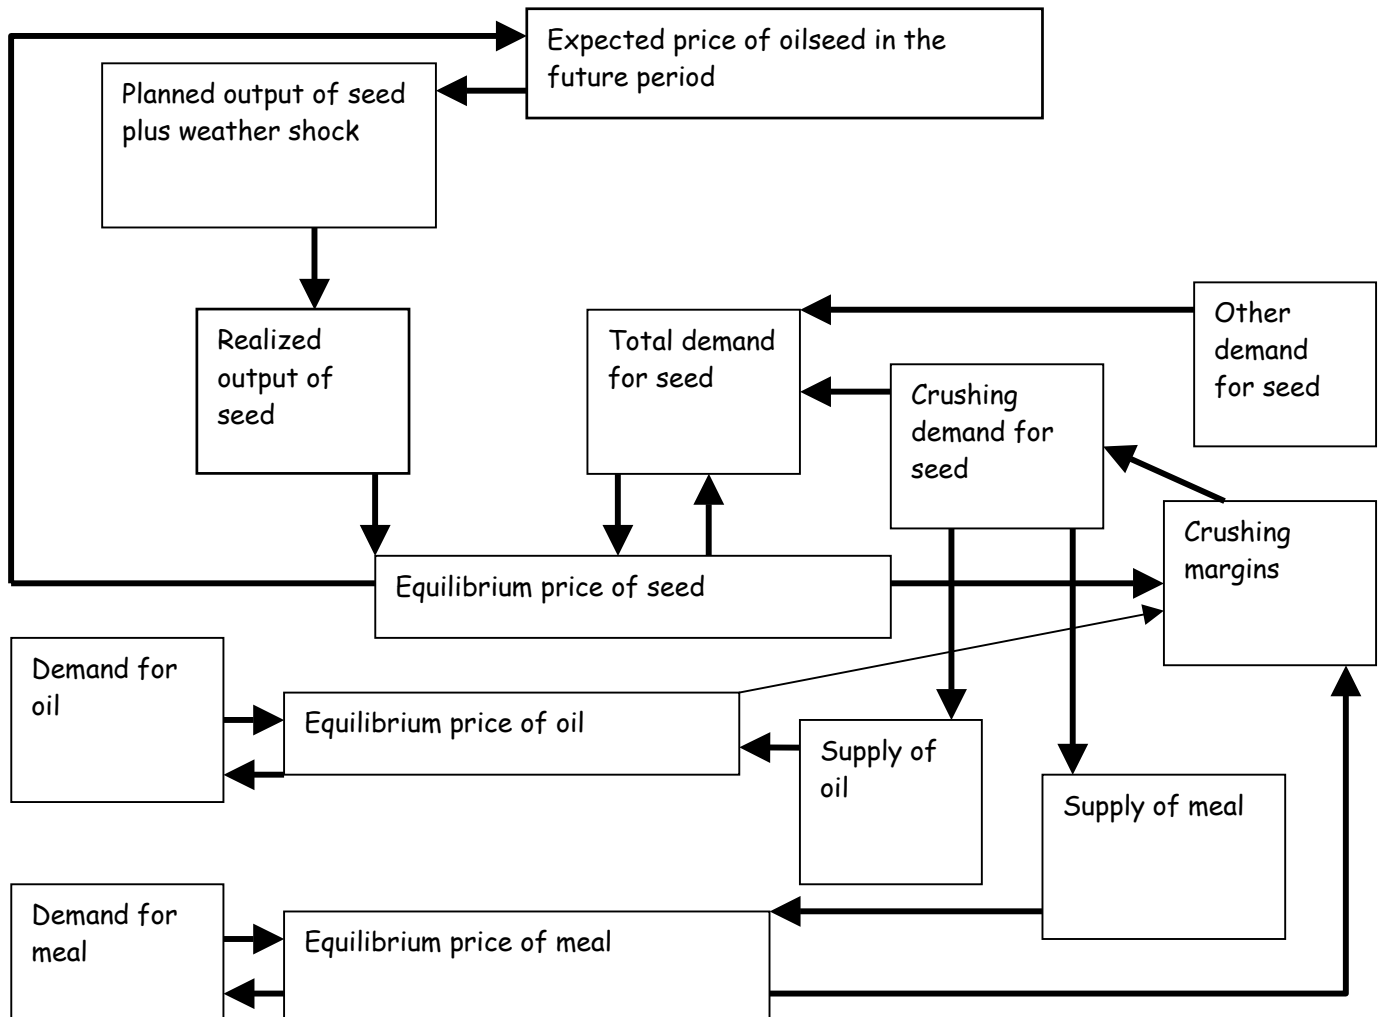 Expected price of oilseed in the
future period
Planned output of seed
plus weather shock
Realized
output of
seed
Total demand
for seed
Other
demand
for seed
Crushing
demand for
seed
Crushing
margins
Equilibrium price of seed
Demand for
oil
Equilibrium price of oil
Supply of
oil
Supply of meal
Demand for
meal
Equilibrium price of meal